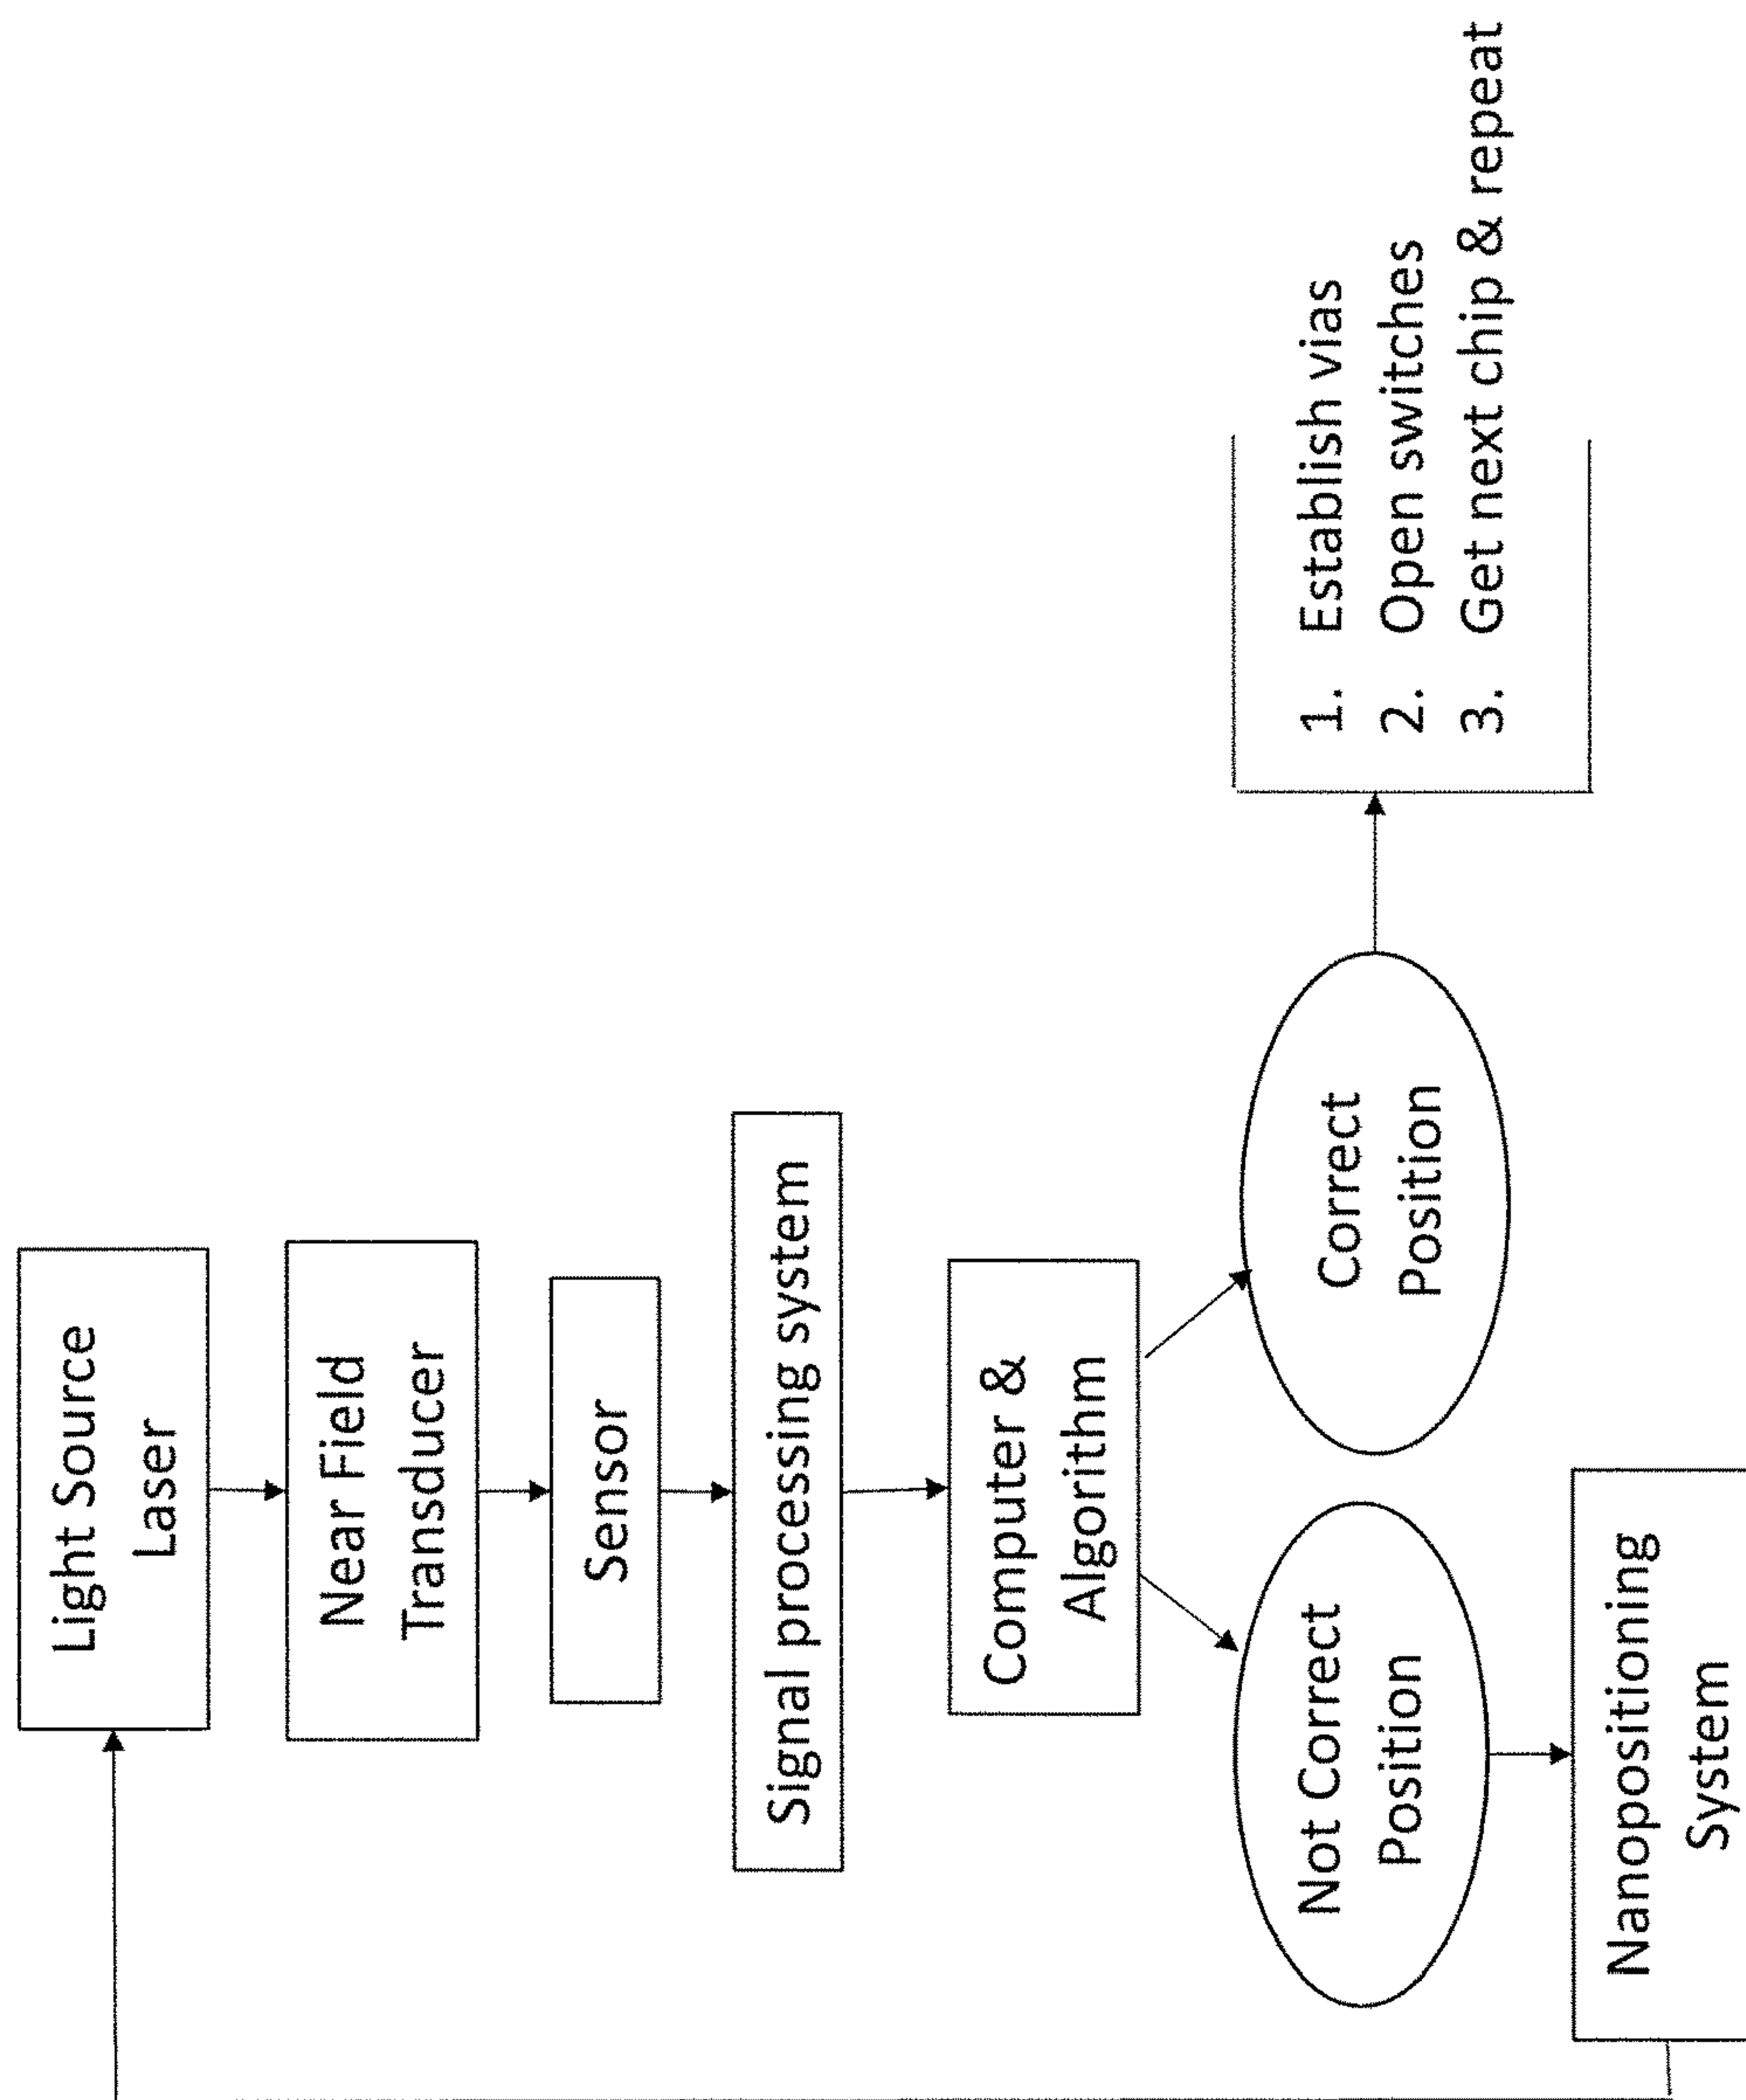 Light Source
Laser
Near Field
Transducer
Sensor
Signal processing system
Computer &
Algorithm
Not Correct
Position
Correct
Position
Nanopositioning
System
1. Establish vias
2. Open switches
3. Get next chip & repeat